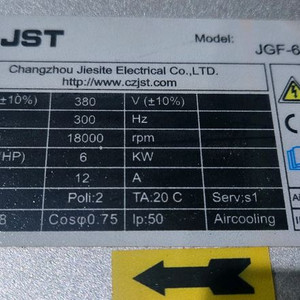 JST Model: JGF-6
Changzhou Jiesite Electrical Co.,LTD.
http://www.czjst.com
±10%) 380 V (±10%)
300 Hz
18000 rpm
(HP) 6 KW
12 A
Poli:2 TA:20 C Serv;s1
8 Cosφ0.75 Ip:50 Aircooling